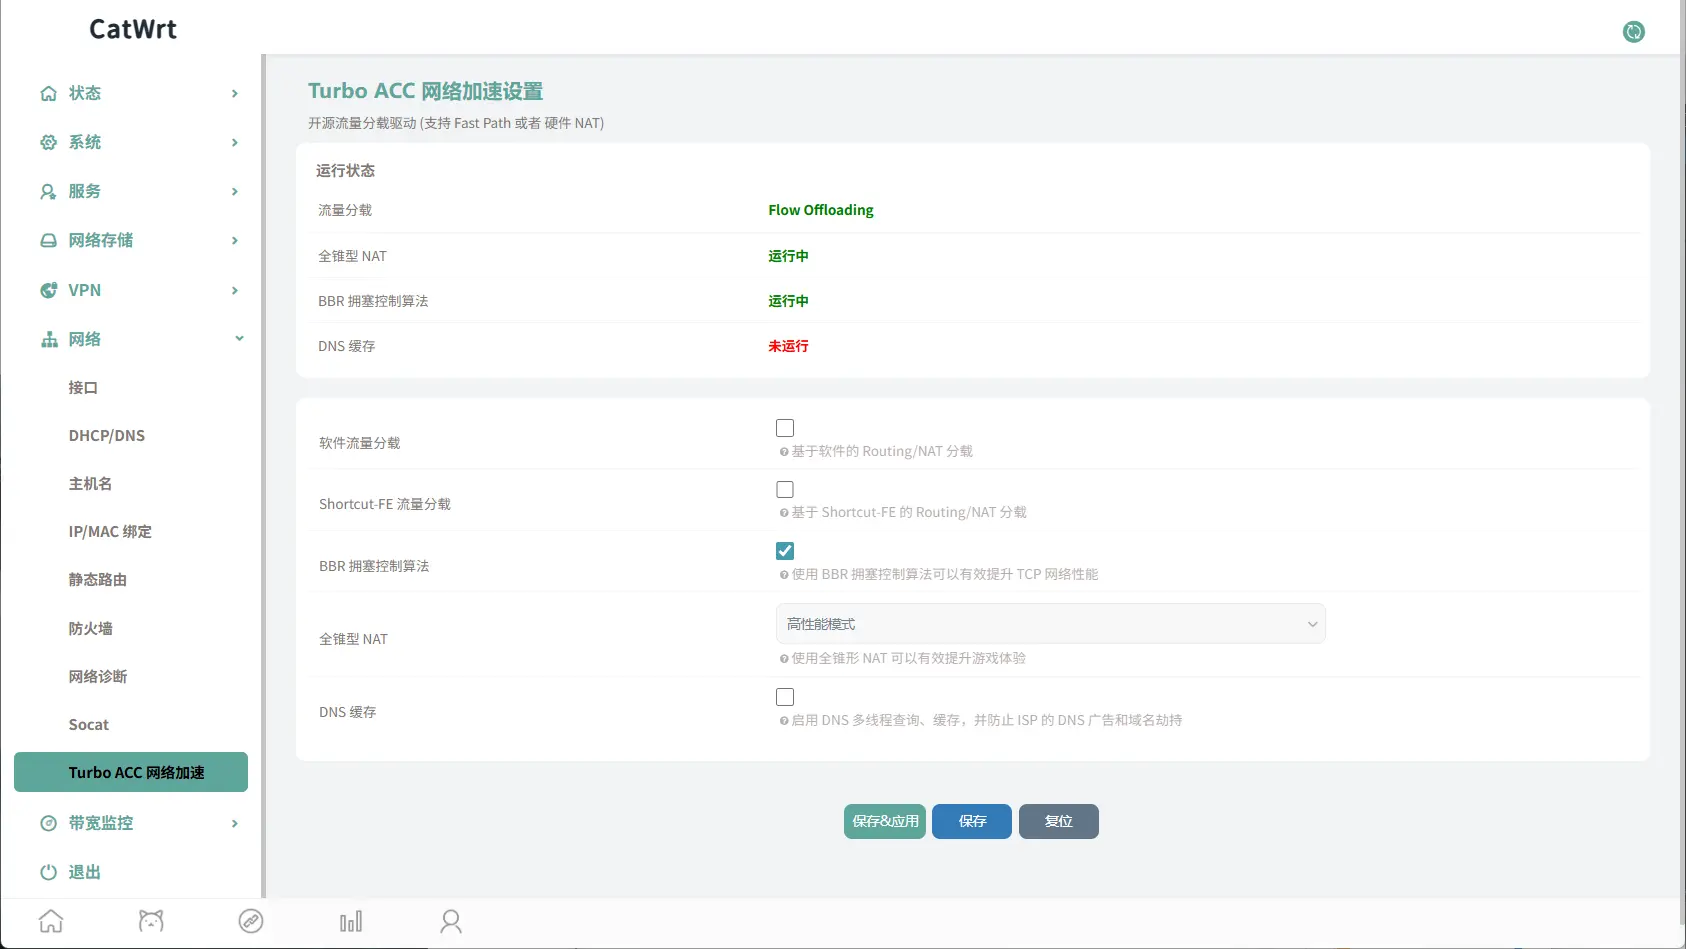 CatWrt
状态
系统
服务
网络存储
VPN
网络
接口
DHCP/DNS
主机名
IP/MAC 绑定
静态路由
防火墙
网络诊断
Socat
Turbo ACC 网络加速
带宽监控
退出
Turbo ACC 网络加速设置
开源流量分载驱动 (支持 Fast Path 或者 硬件 NAT)
运行状态
流量分载 Flow Offloading
全锥型 NAT 运行中
BBR 拥塞控制算法 运行中
DNS 缓存 未运行
软件流量分载
基于软件的 Routing/NAT 分载
Shortcut-FE 流量分载
基于 Shortcut-FE 的 Routing/NAT 分载
BBR 拥塞控制算法
使用 BBR 拥塞控制算法可以有效提升 TCP 网络性能
全锥型 NAT
高性能模式
使用全锥形 NAT 可以有效提升游戏体验
DNS 缓存
启用 DNS 多线程查询、缓存，并防止 ISP 的 DNS 广告和域名劫持
保存&应用 保存 复位